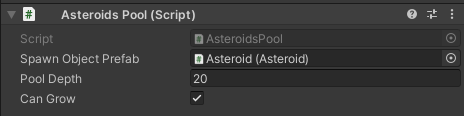 Asteroids Pool (Script)
Script AsteroidsPool
Spawn Object Prefab Asteroid (Asteroid)
Pool Depth 20
Can Grow